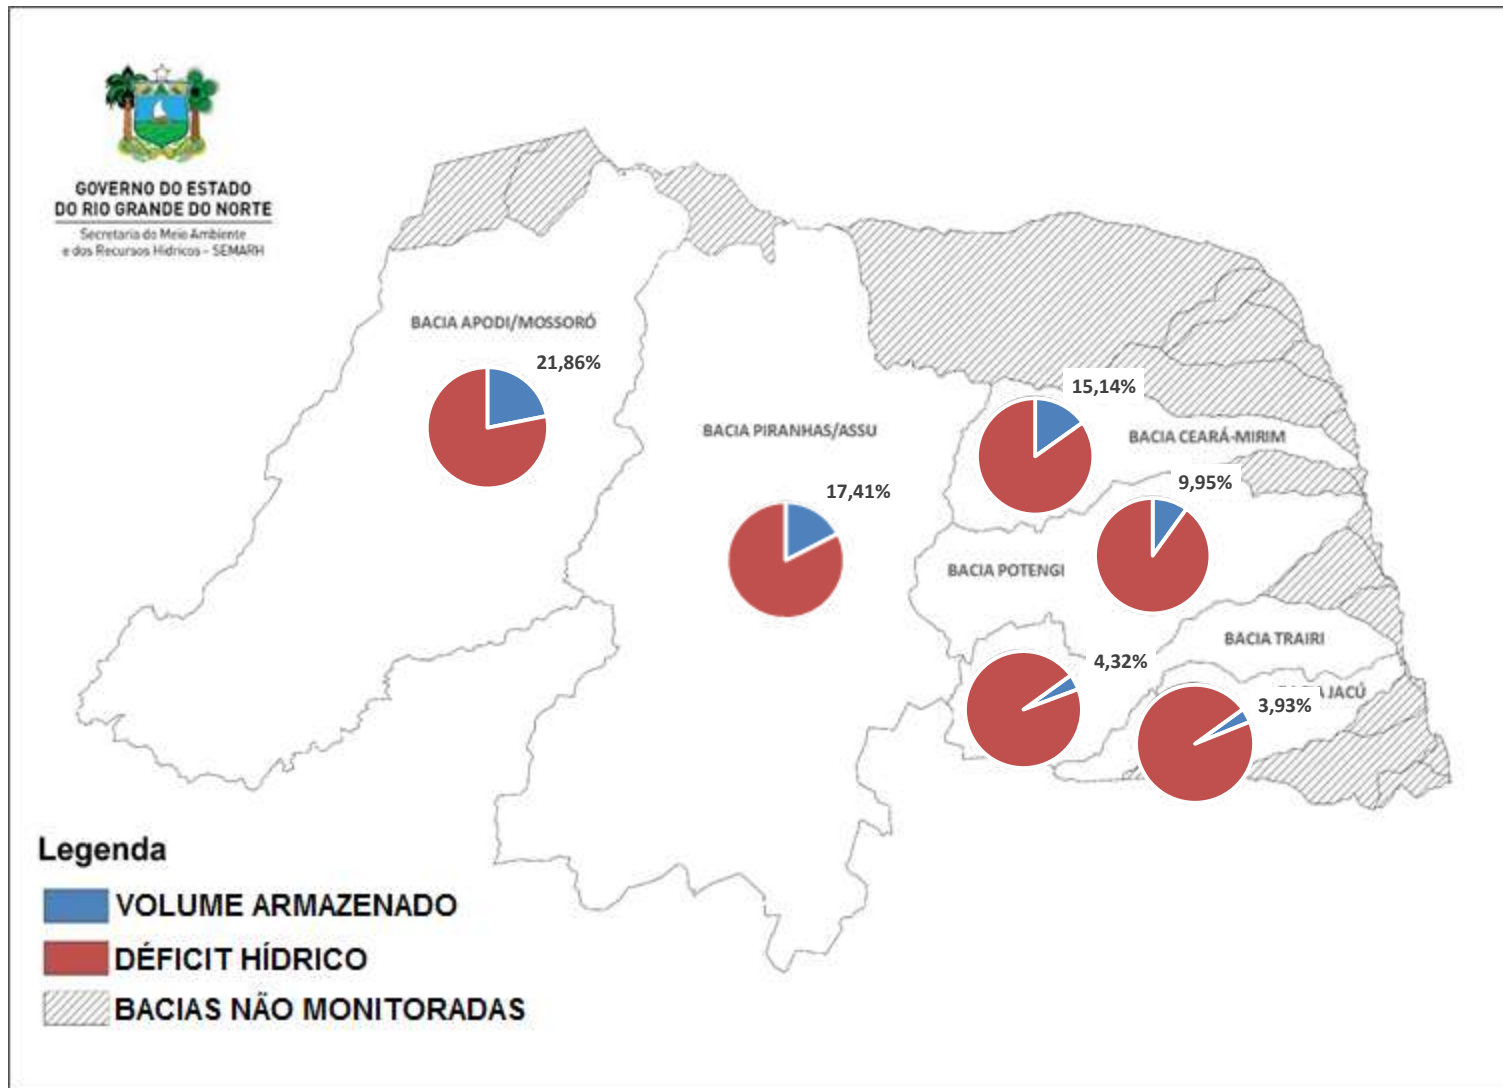 GOVERNO DO ESTADO
DO RIO GRANDE DO NORTE
Secretaria do Meio Ambiente
e dos Recursos Hídricos – SEMARH
BACIA APODI/MOSSORÓ
21,86%
BACIA PIRANHAS/ASSU
17,41%
15,14%
BACIA CEARÁ-MIRIM
9,95%
BACIA POTENGI
BACIA TRAIRI
4,32%
JACÚ
3,93%
Legenda
VOLUME ARMAZENADO
DÉFICIT HÍDRICO
BACIAS NÃO MONITORADAS